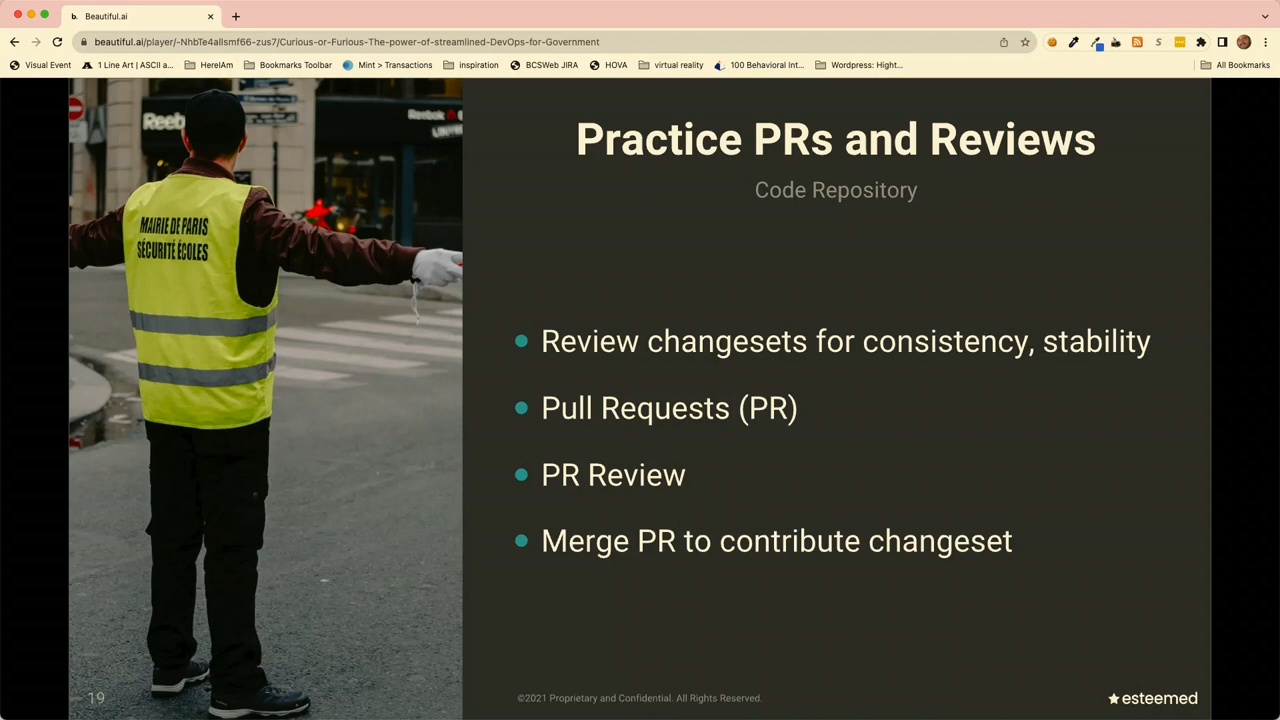 b. Beautiful.ai
beautiful.ai/player/-NhbTe4allsmf66-zus7/Curious-or-Furious-The-power-of-streamlined-DevOps-for-Government
Visual Event
1 Line Art | ASCII a...
HereIAm
Bookmarks Toolbar
Mint > Transactions
inspiration
BCSWeb JIRA
HOVA
virtual reality
100 Behavioral Int...
Wordpress: Hight...
All Bookmarks
Reebok
MAIRIE DE PARIS
SÉCURITÉ ÉCOLES
Practice PRs and Reviews
Code Repository
Review changesets for consistency, stability
Pull Requests (PR)
PR Review
Merge PR to contribute changeset
19
©2021 Proprietary and Confidential. All Rights Reserved.
esteemed